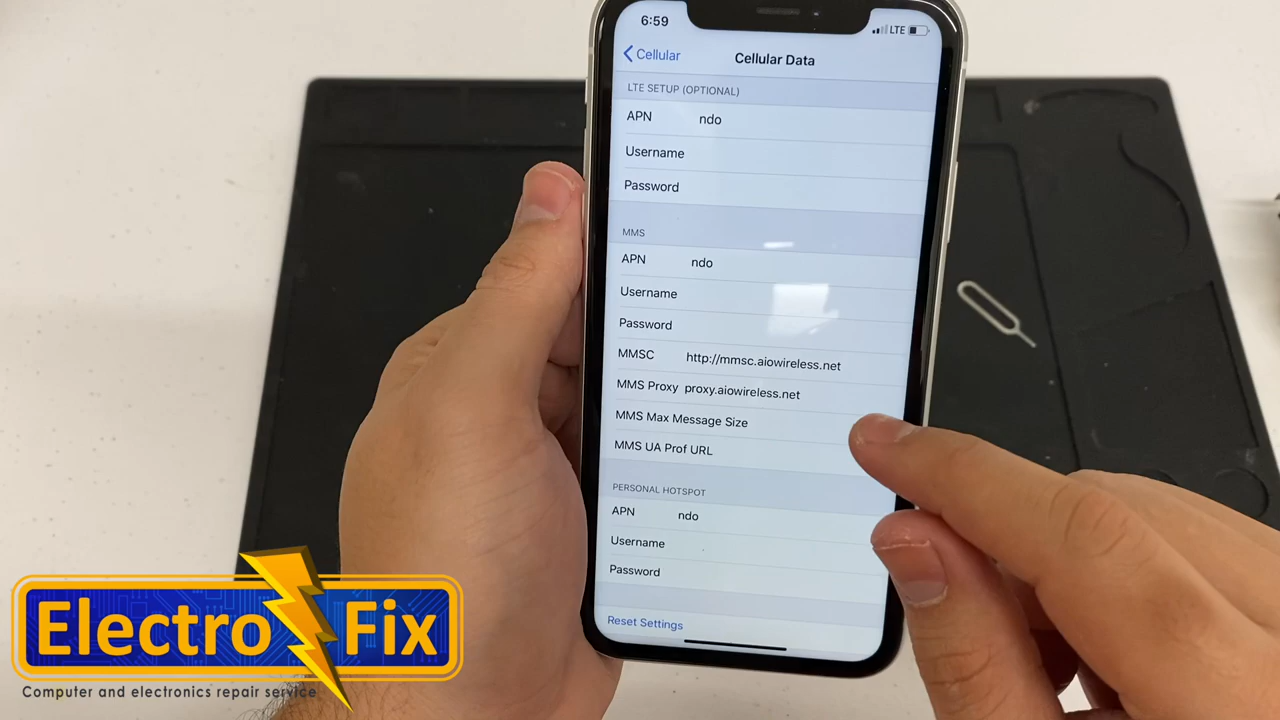 6:59
LTE
Cellular
Cellular Data
LTE SETUP (OPTIONAL)
APN ndo
Username
Password
MMS
APN ndo
Username
Password
MMSC http://mmsc.aiowireless.net
MMS Proxy proxy.aiowireless.net
MMS Max Message Size
MMS UA Prof URL
PERSONAL HOTSPOT
APN ndo
Username
Password
Reset Settings
Electro Fix
Computer and electronics repair service